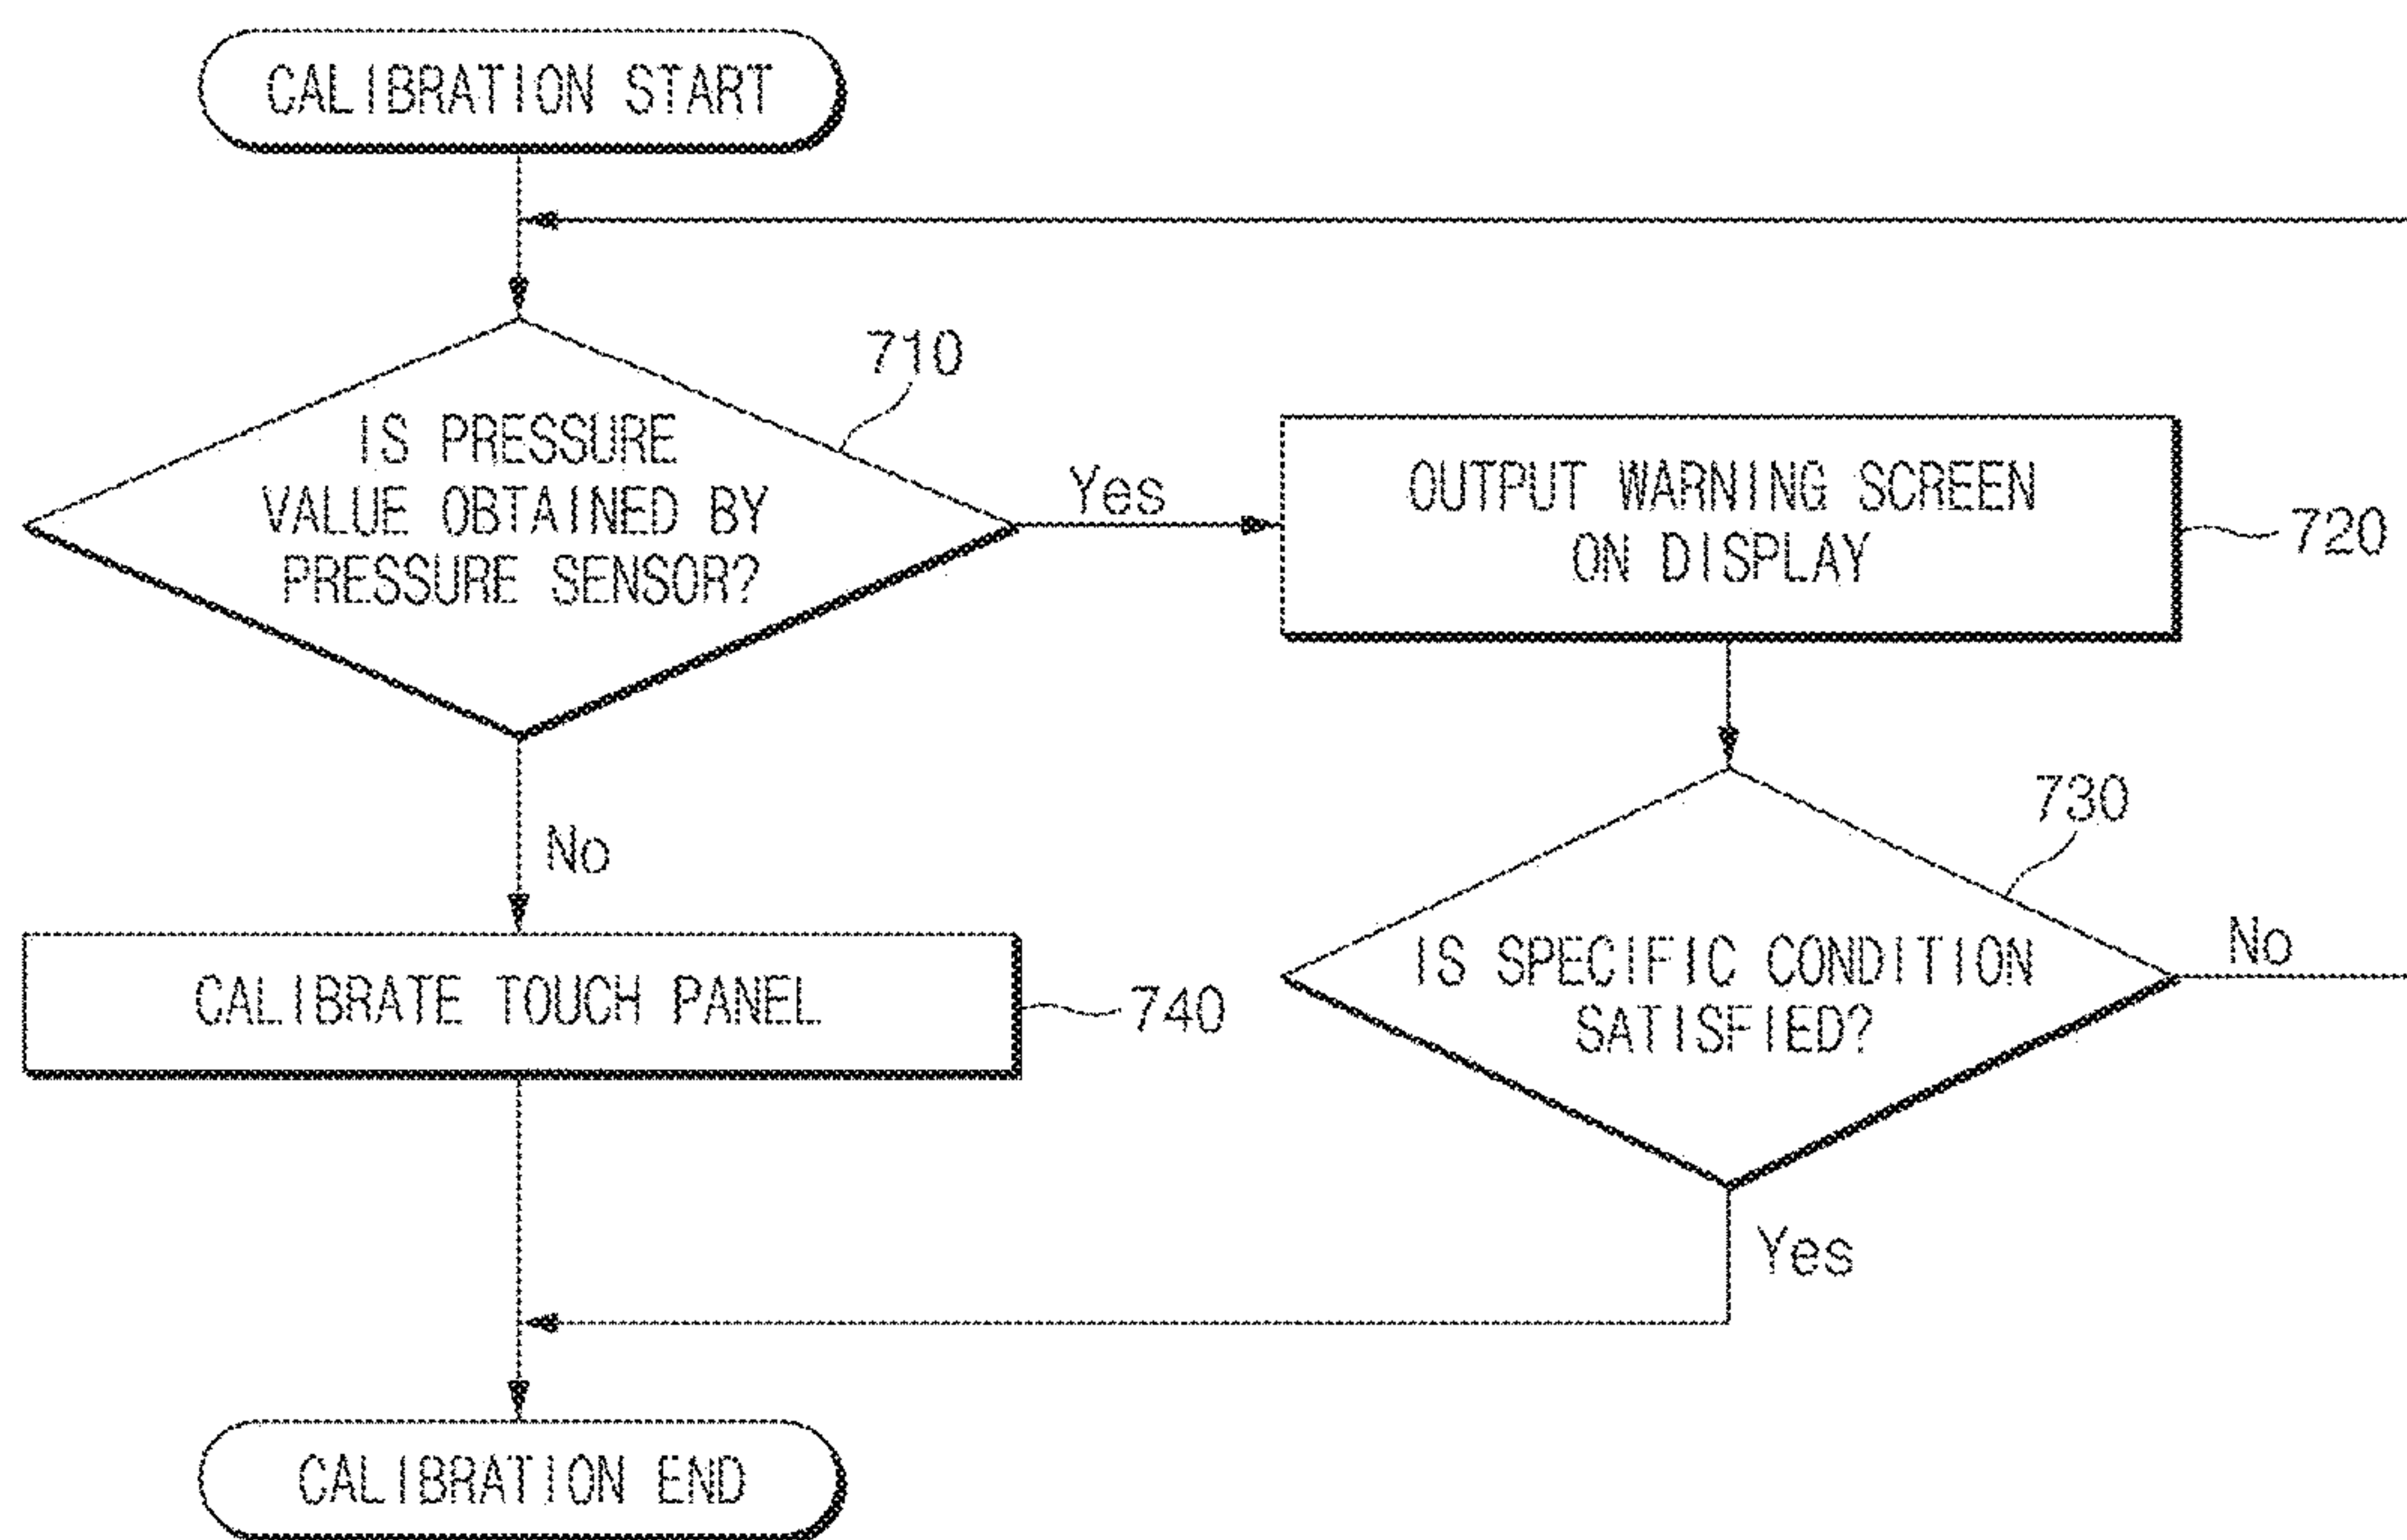 CALIBRATION START
710
IS PRESSURE
VALUE OBTAINED BY
PRESSURE SENSOR?
Yes
OUTPUT WARNING SCREEN
ON DISPLAY
720
No
730
IS SPECIFIC CONDITION
SATISFIED?
No
CALIBRATE TOUCH PANEL
740
Yes
CALIBRATION END